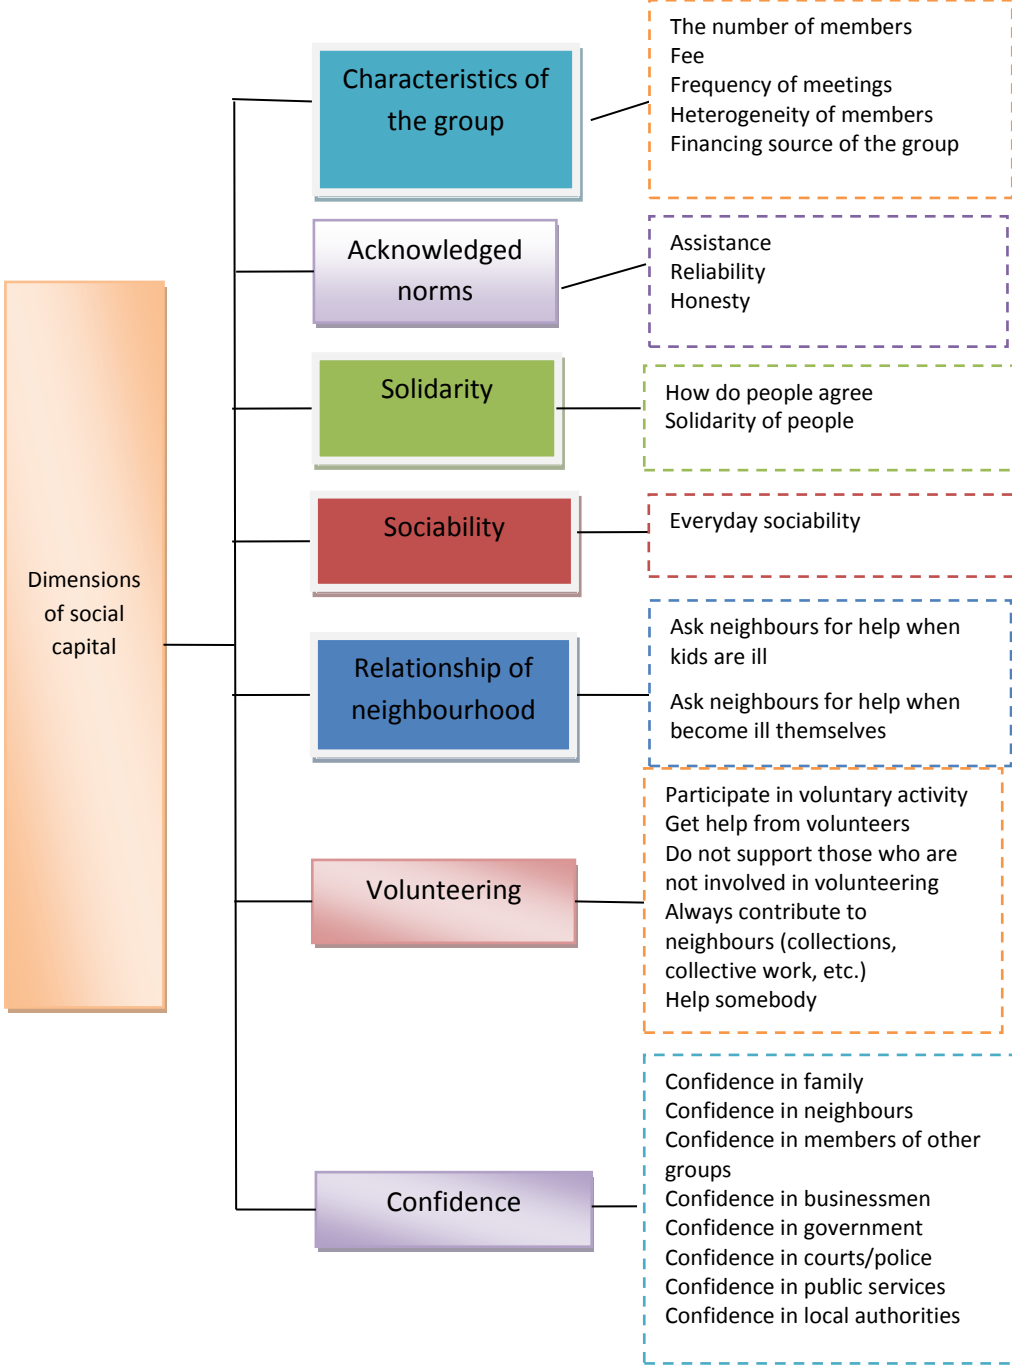 Dimensions
of social
capital
Characteristics of
the group
The number of members
Fee
Frequency of meetings
Heterogeneity of members
Financing source of the group
Acknowledged
norms
Assistance
Reliability
Honesty
Solidarity
How do people agree
Solidarity of people
Sociability
Everyday sociability
Relationship of
neighbourhood
Ask neighbours for help when
kids are ill
Ask neighbours for help when
become ill themselves
Volunteering
Participate in voluntary activity
Get help from volunteers
Do not support those who are
not involved in volunteering
Always contribute to
neighbours (collections,
collective work, etc.)
Help somebody
Confidence
Confidence in family
Confidence in neighbours
Confidence in members of other
groups
Confidence in businessmen
Confidence in government
Confidence in courts/police
Confidence in public services
Confidence in local authorities